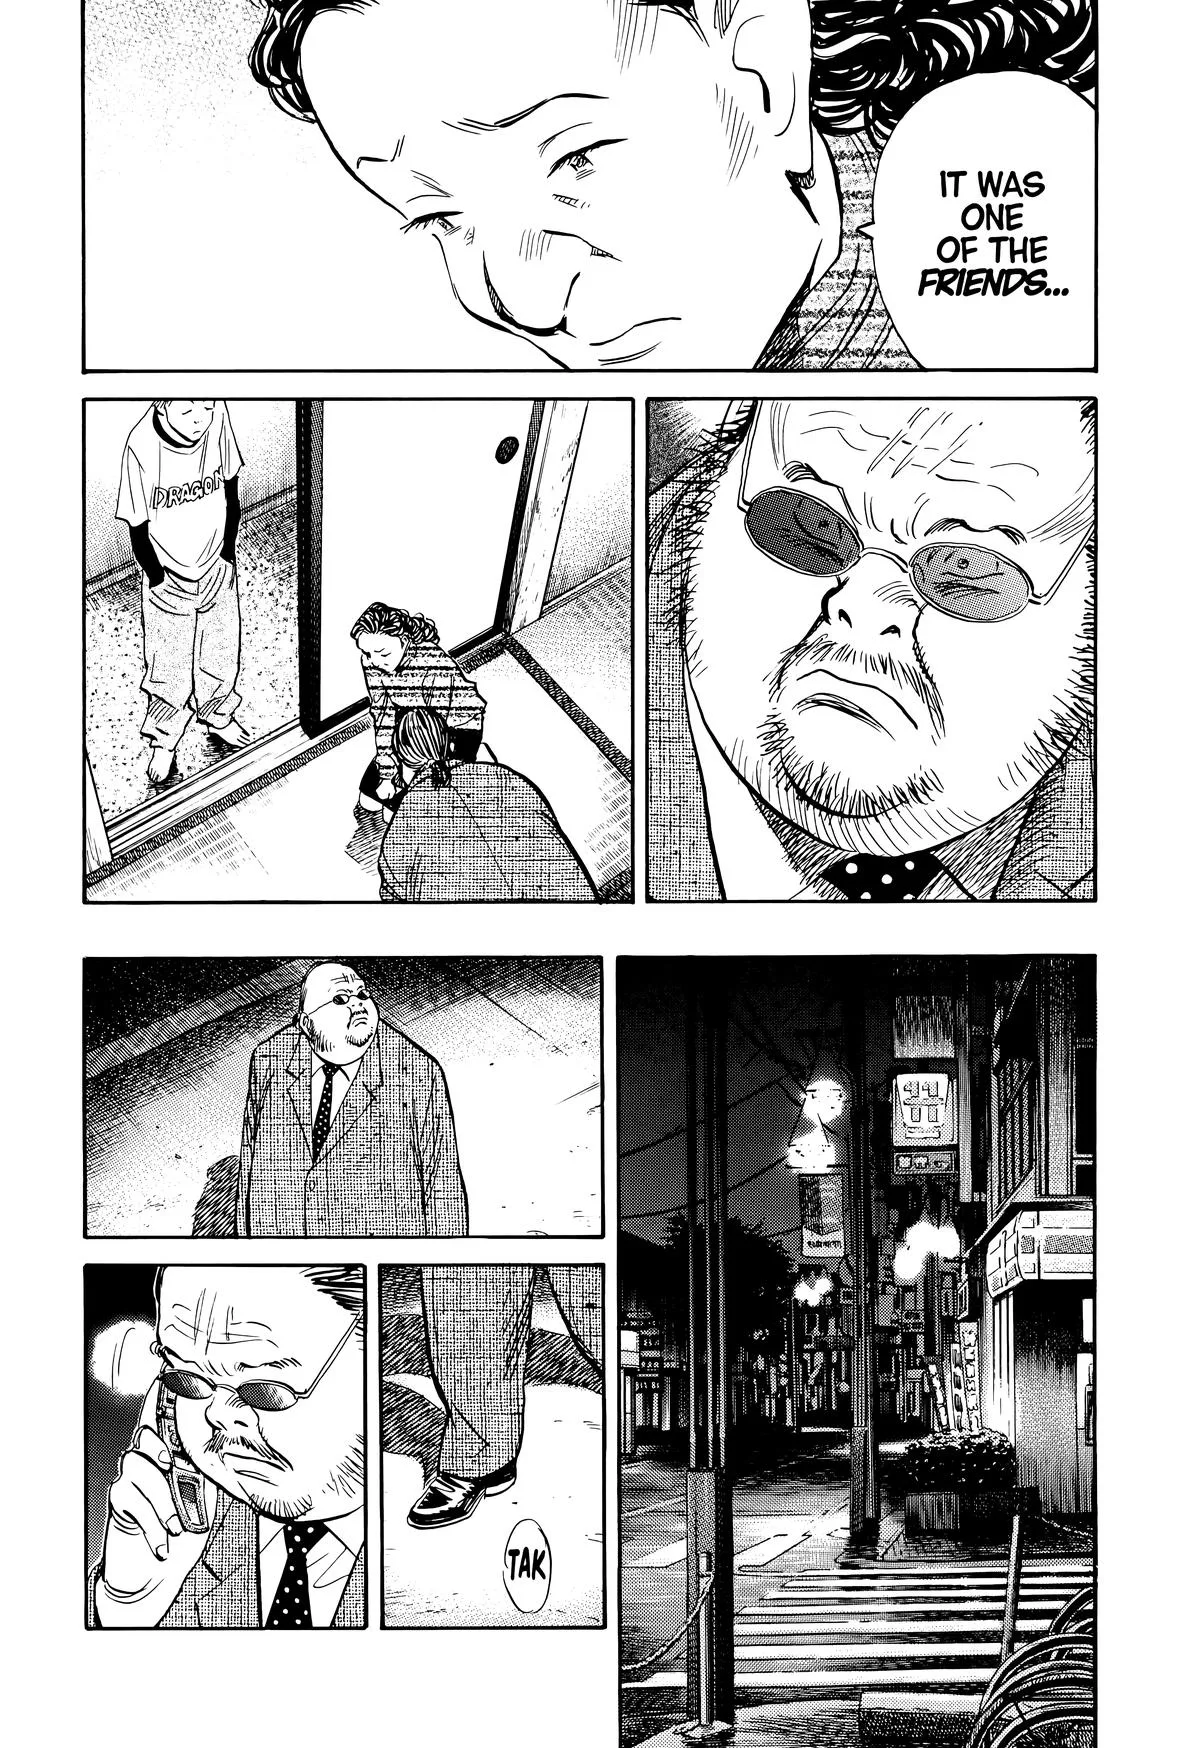 IT WAS
ONE
OF THE
FRIENDS...
DRAGON
TAK